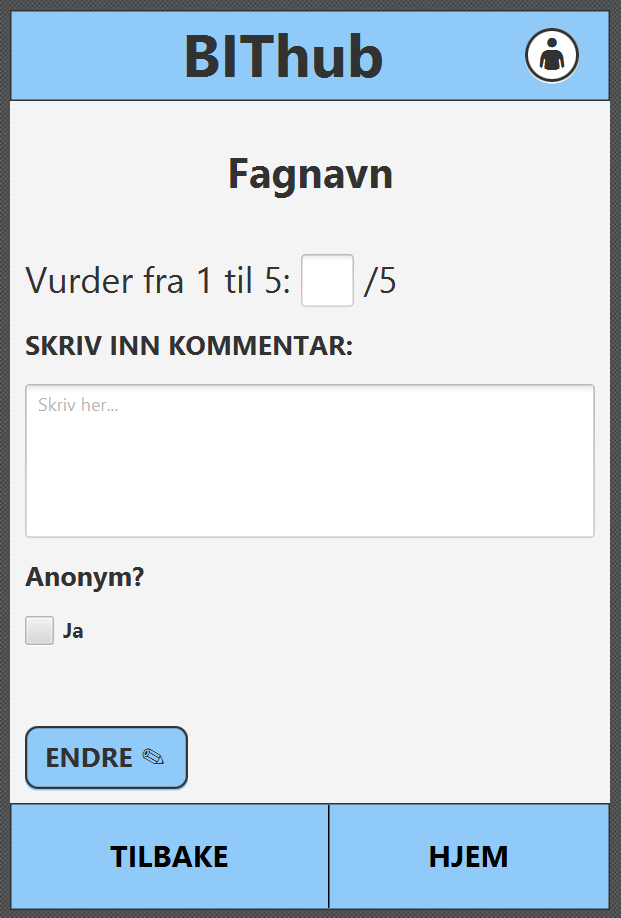 BIThub
Fagnavn
Vurder fra 1 til 5: /5
SKRIV INN KOMMENTAR:
Skriv her...
Anonym?
Ja
ENDRE ✎
TILBAKE HJEM